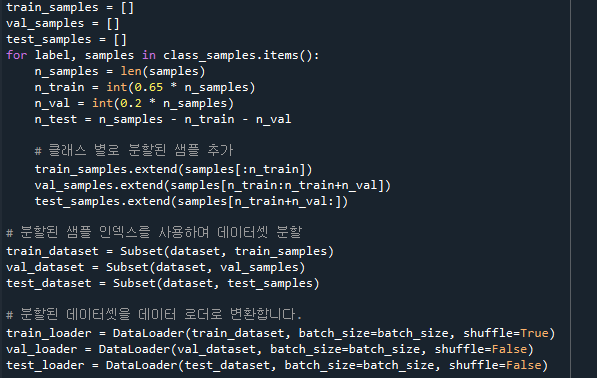 train_samples = []
val_samples = []
test_samples = []
for label, samples in class_samples.items():
    n_samples = len(samples)
    n_train = int(0.65 * n_samples)
    n_val = int(0.2 * n_samples)
    n_test = n_samples - n_train - n_val

    # 클래스 별로 분할된 샘플 추가
    train_samples.extend(samples[:n_train])
    val_samples.extend(samples[n_train:n_train+n_val])
    test_samples.extend(samples[n_train+n_val:])

# 분할된 샘플 인덱스를 사용하여 데이터셋 분할
train_dataset = Subset(dataset, train_samples)
val_dataset = Subset(dataset, val_samples)
test_dataset = Subset(dataset, test_samples)

# 분할된 데이터셋을 데이터 로더로 변환합니다.
train_loader = DataLoader(train_dataset, batch_size=batch_size, shuffle=True)
val_loader = DataLoader(val_dataset, batch_size=batch_size, shuffle=False)
test_loader = DataLoader(test_dataset, batch_size=batch_size, shuffle=False)